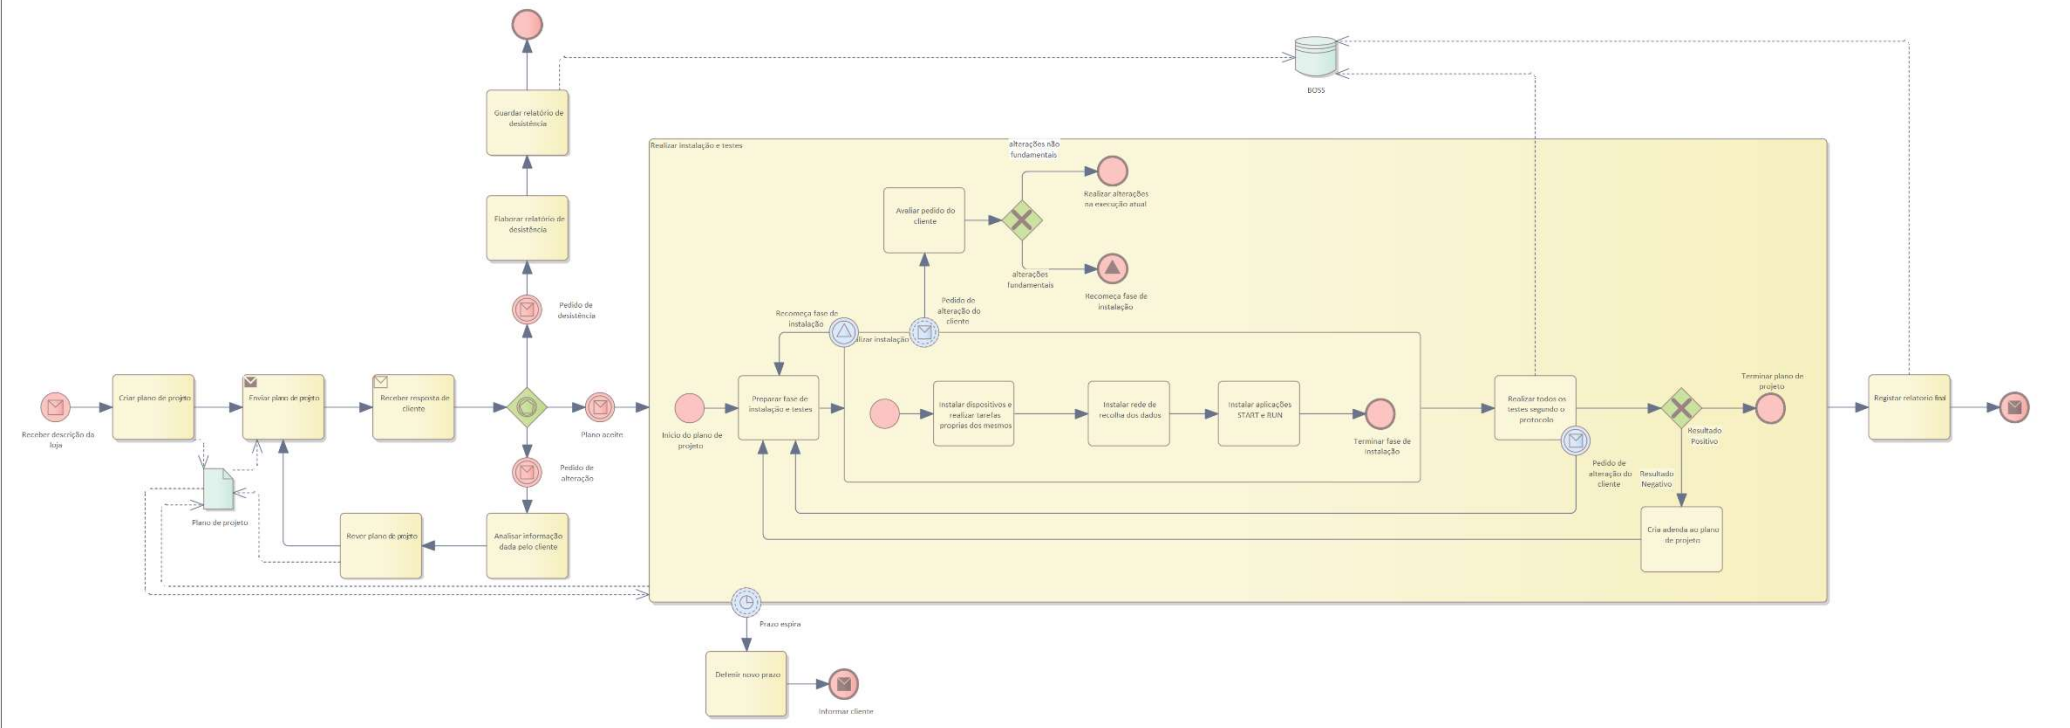 BOSS
Guardar relatório de
desistência
Realizar instalação e testes
alterações não
fundamentais
Realizar alterações
na execução atual
Avaliar pedido do
cliente
Elaborar relatório de
desistência
alterações
fundamentais
Recomeça fase de
instalação
Pedido de
desistência
Pedido de
alteração do
cliente
Recomeça fase de
instalação
lizar instalação
Receber descrição da
loja
Criar plano de projeto
Enviar plano de projeto
Receber resposta de
cliente
Plano aceite
Inicio do plano de
projeto
Preparar fase de
instalação e testes
Instalar dispositivos e
realizar tarefas
proprias dos mesmos
Instalar rede de
recolha dos dados
Instalar aplicações
START e RUN
Terminar fase de
instalação
Realizar todos os
testes segundo o
protocolo
Terminar plano de
projeto
Resultado
Positivo
Registar relatorio final
Pedido de
alteração
Pedido de
alteração do
cliente
Resultado
Negativo
Plano de projeto
Rever plano de projeto
Analisar informação
dada pelo cliente
Cria adenda ao plano
de projeto
Prazo espira
Defenir novo prazo
Informar cliente